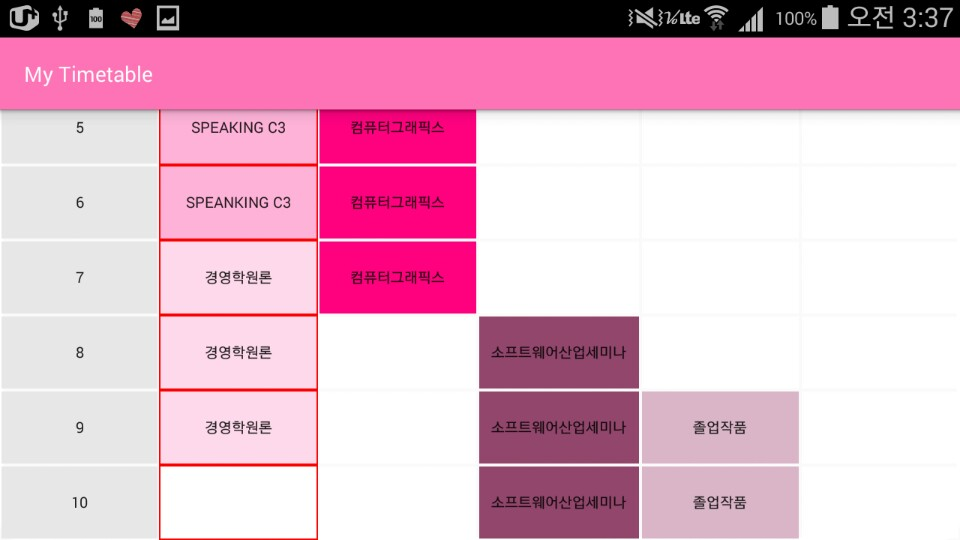 100% 오전 3:37
My Timetable
5 SPEAKING C3 컴퓨터그래픽스
6 SPEANKING C3 컴퓨터그래픽스
7 경영학원론 컴퓨터그래픽스
8 경영학원론 소프트웨어산업세미나
9 경영학원론 소프트웨어산업세미나 졸업작품
10 소프트웨어산업세미나 졸업작품